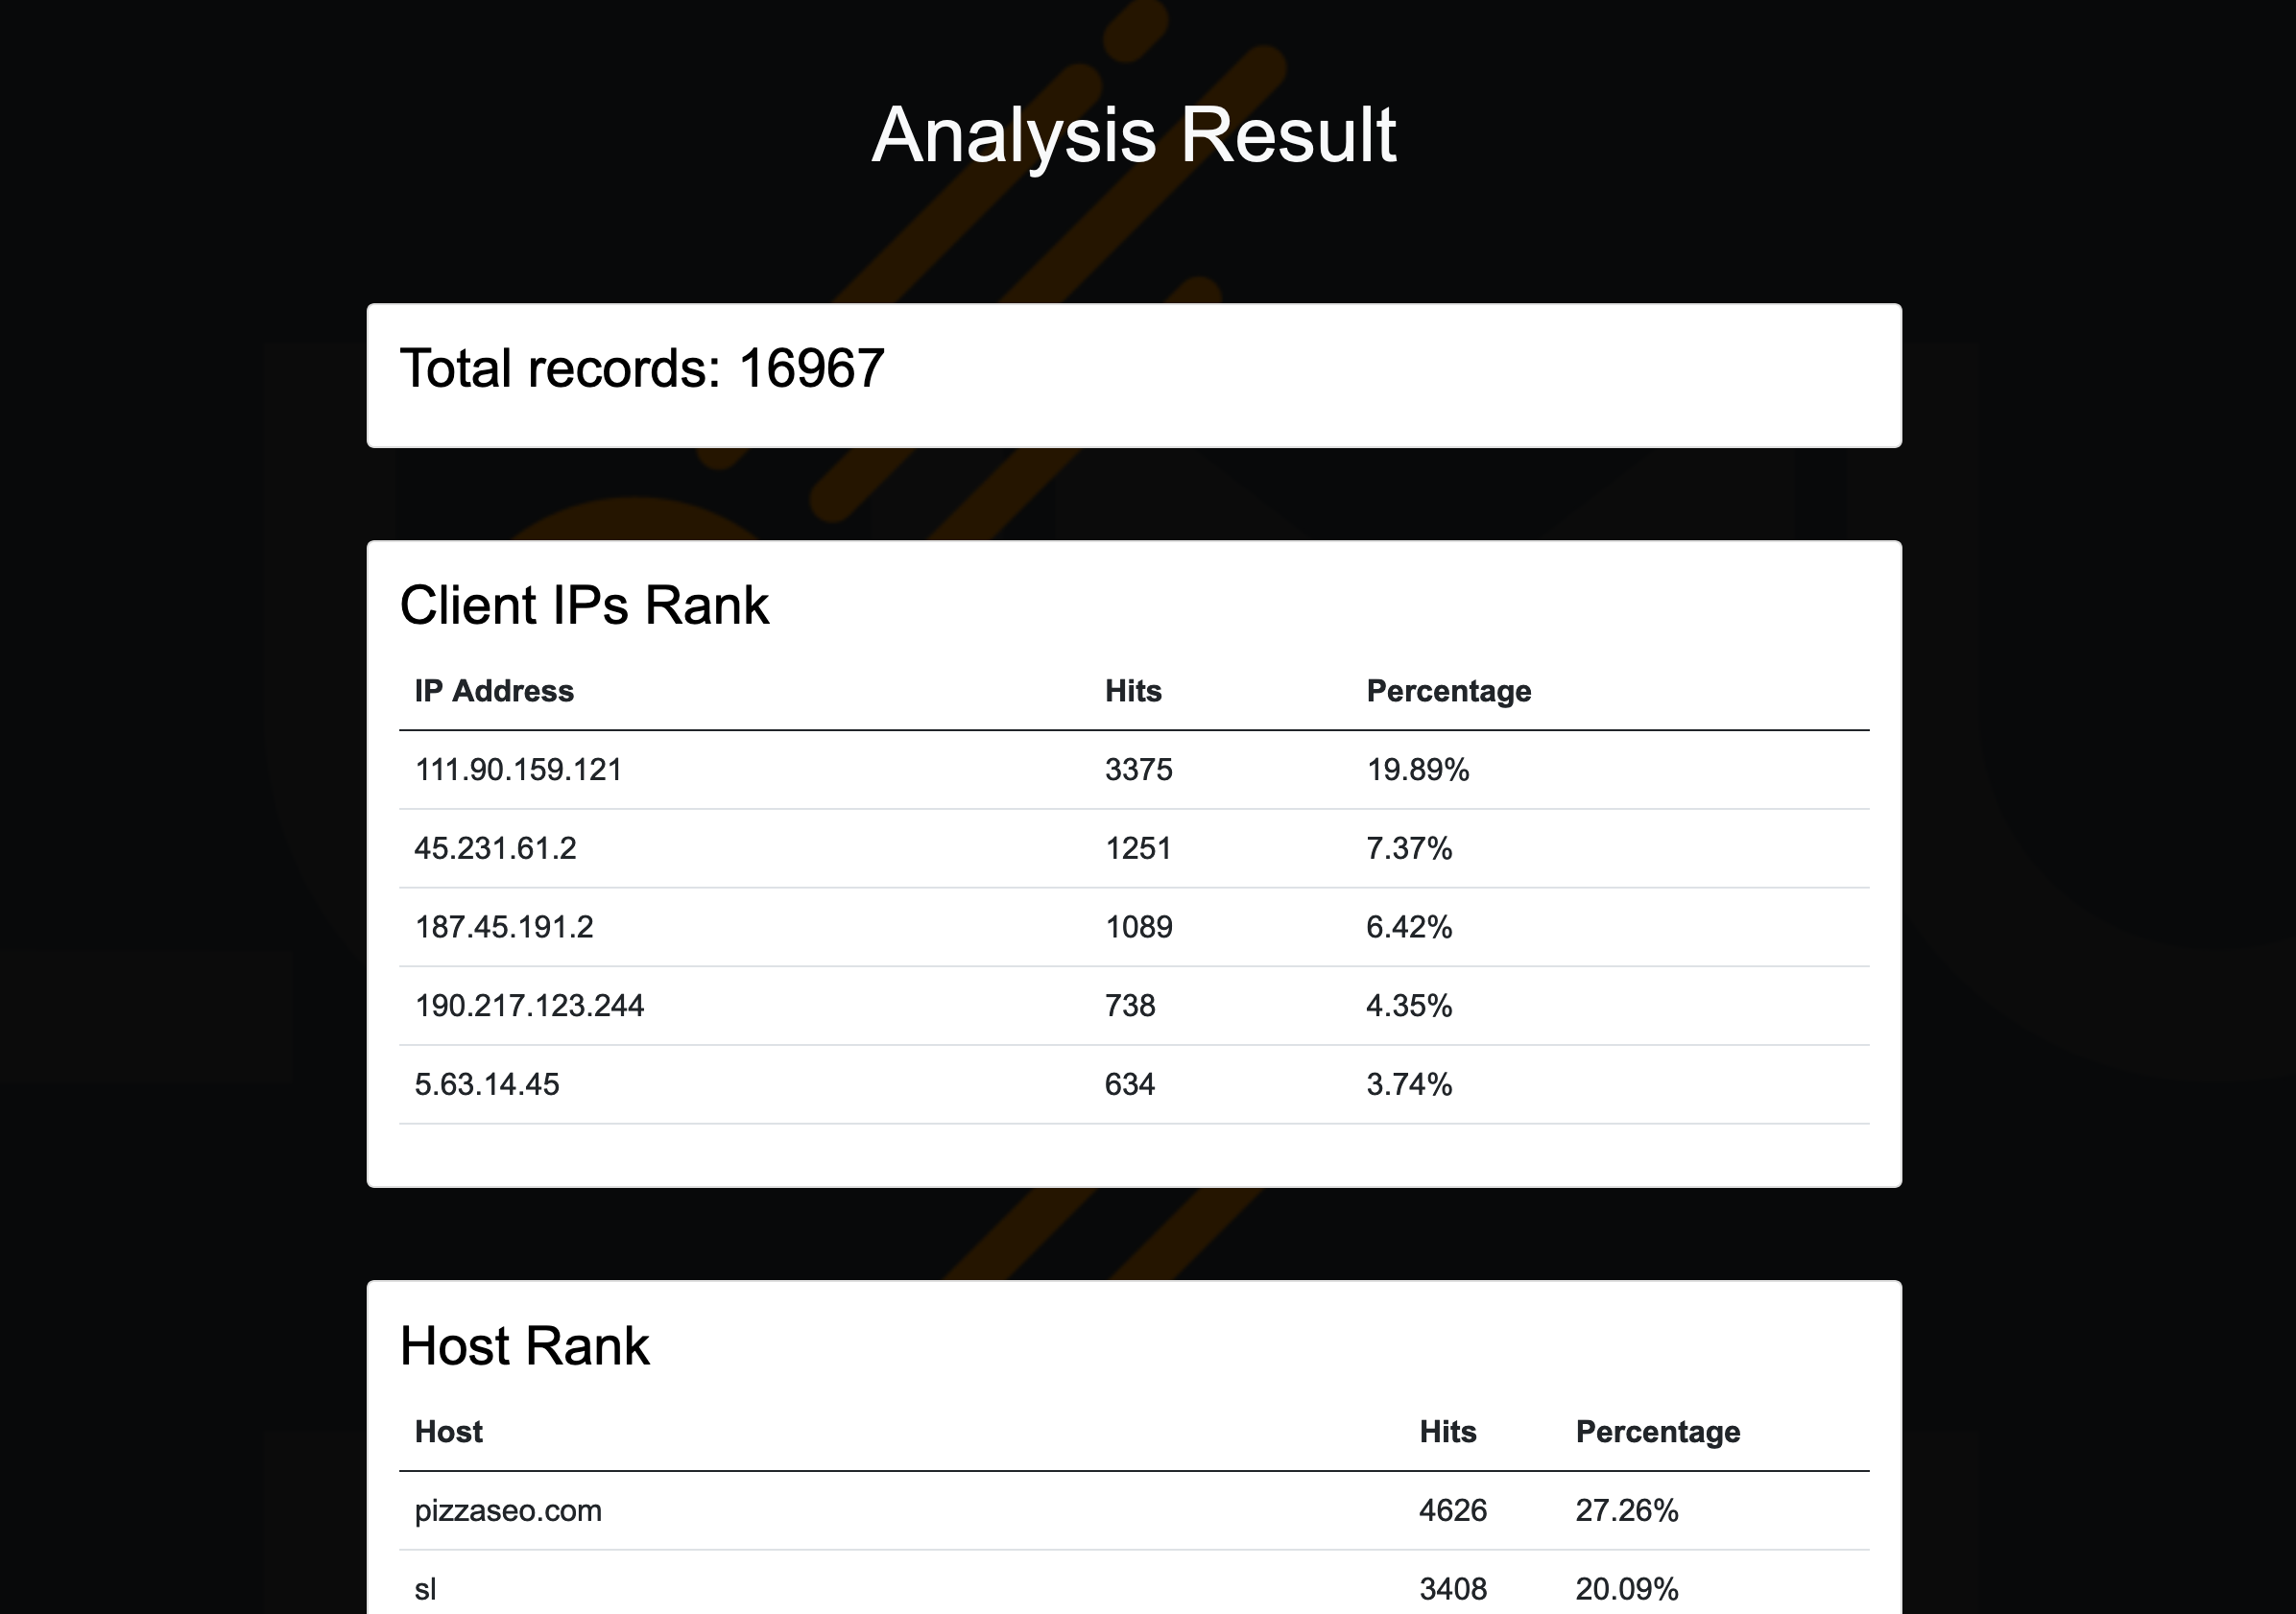 Analysis Result
Total records: 16967
Client IPs Rank
IP Address Hits Percentage
111.90.159.121 3375 19.89%
45.231.61.2 1251 7.37%
187.45.191.2 1089 6.42%
190.217.123.244 738 4.35%
5.63.14.45 634 3.74%
Host Rank
Host Hits Percentage
pizzaseo.com 4626 27.26%
sl 3408 20.09%